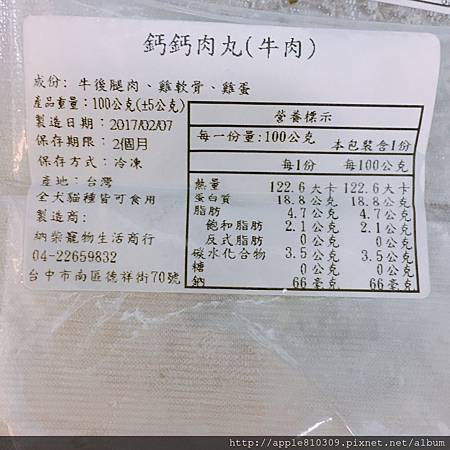 鈣鈣肉丸(牛肉)
成份: 牛後腿肉、雞軟骨、雞蛋
產品重量：100公克(±5公克)
製造日期：2017/02/07
保存期限：2個月
保存方式：冷凍
產地：台灣
全犬貓種皆可食用
製造商:
納柴寵物生活商行
04-22659832
台中市南區德祥街70號
營養標示
每一份量:100公克 本包裝含1份
每1份 每100公克
熱量 122.6 大卡 122.6 大卡
蛋白質 18.8 公克 18.8 公克
脂肪 4.7 公克 4.7 公克
飽和脂肪 2.1 公克 2.1 公克
反式脂肪 0 公克 0 公克
碳水化合物 3.5 公克 3.5 公克
糖 0 公克 0 公克
鈉 66 毫克 66 毫克
http://apple810309.pixnet.net/album